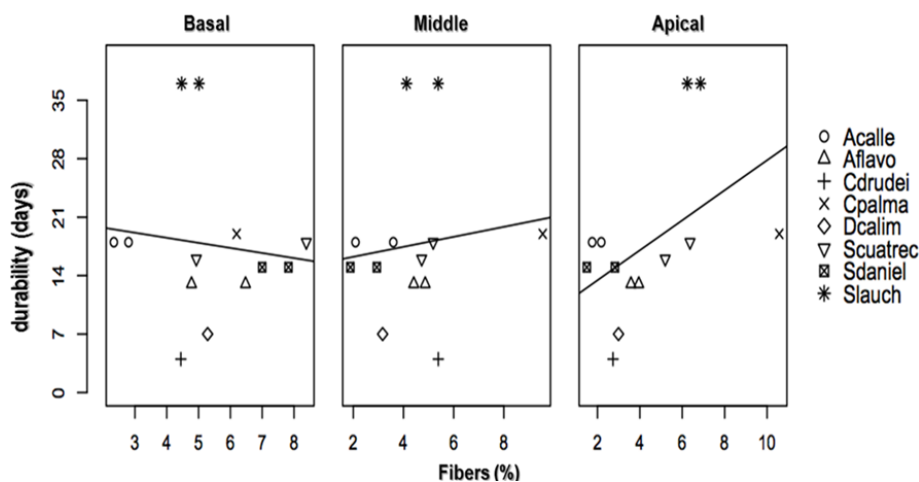 Basal Middle Apical
durability (days)
35
28
21
14
7
0
3 4 5 6 7 8
2 4 6 8
2 4 6 8 10
Fibers (%)
Acalle
Aflavo
Cdrudei
Cpalma
Dcalim
Scuatrec
Sdaniel
Slauch